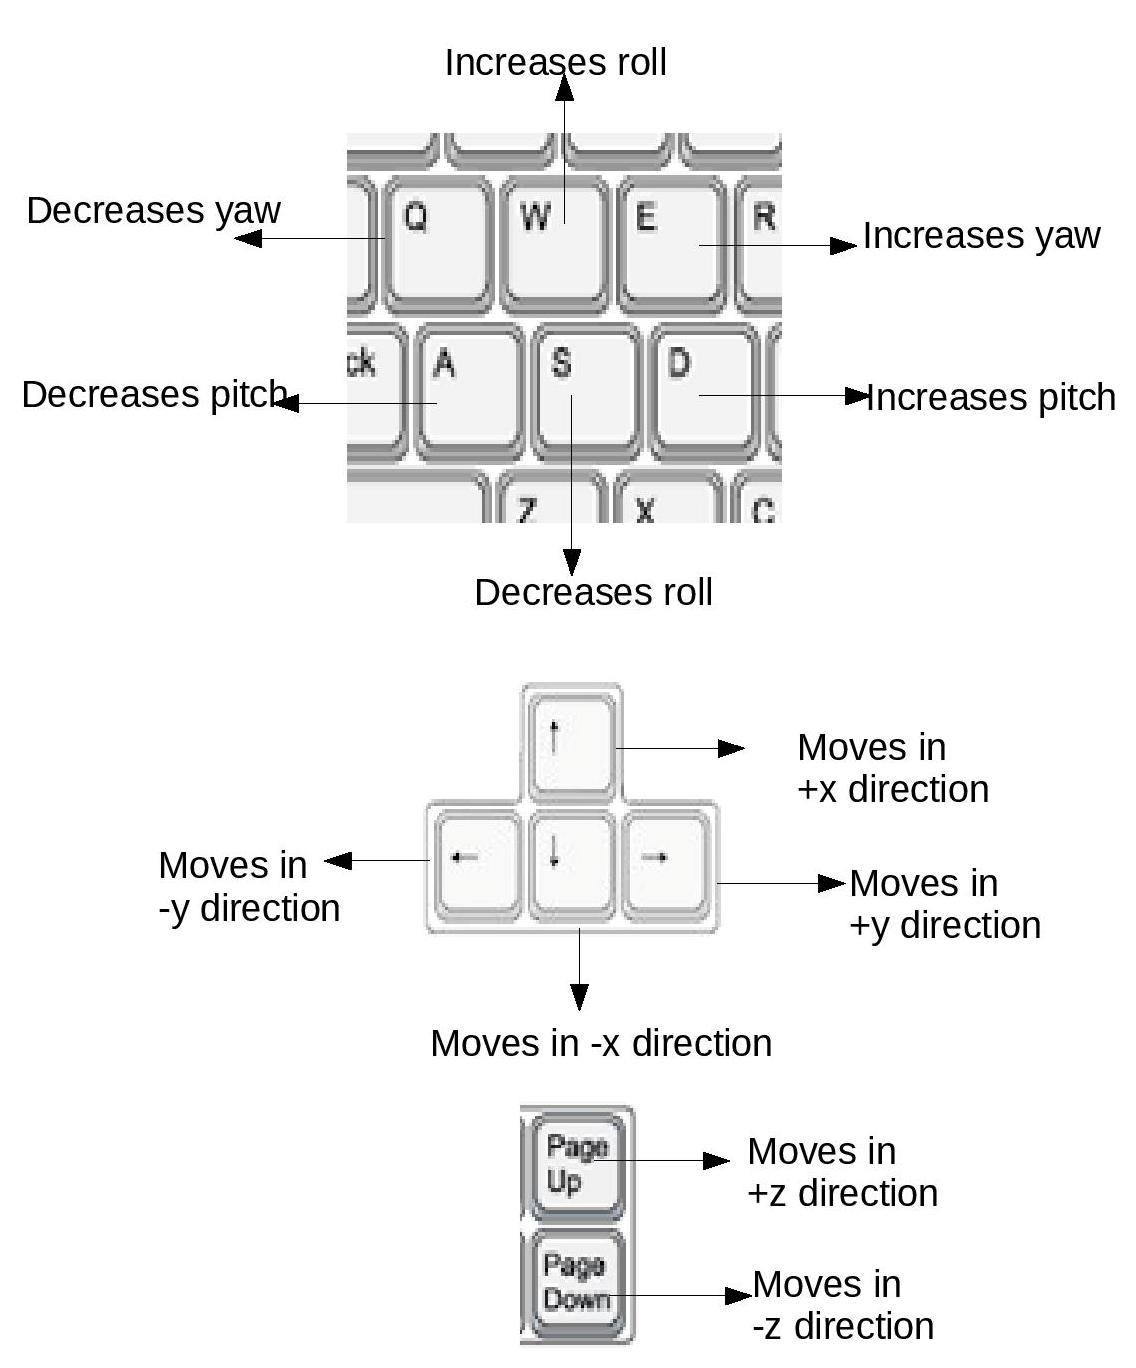 Increases roll
Decreases yaw
Q W E R
Increases yaw
Decreases pitch
ck A S D
Increases pitch
Z X C
Decreases roll
↑
Moves in
+x direction
Moves in
-y direction
← ↓ →
Moves in
+y direction
Moves in -x direction
Page
Up
Moves in
+z direction
Page
Down
Moves in
-z direction